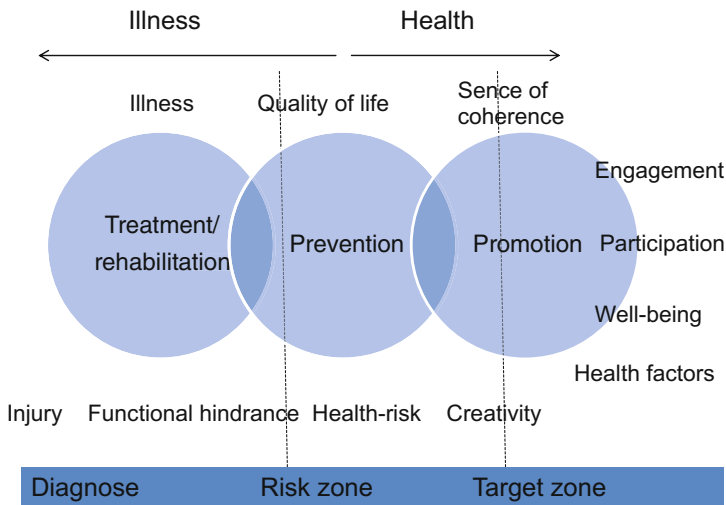 Illness Health
Illness Quality of life Sence of
coherence
Engagement
Treatment/
rehabilitation Prevention Promotion Participation
Well-being
Health factors
Injury Functional hindrance Health-risk Creativity
Diagnose Risk zone Target zone